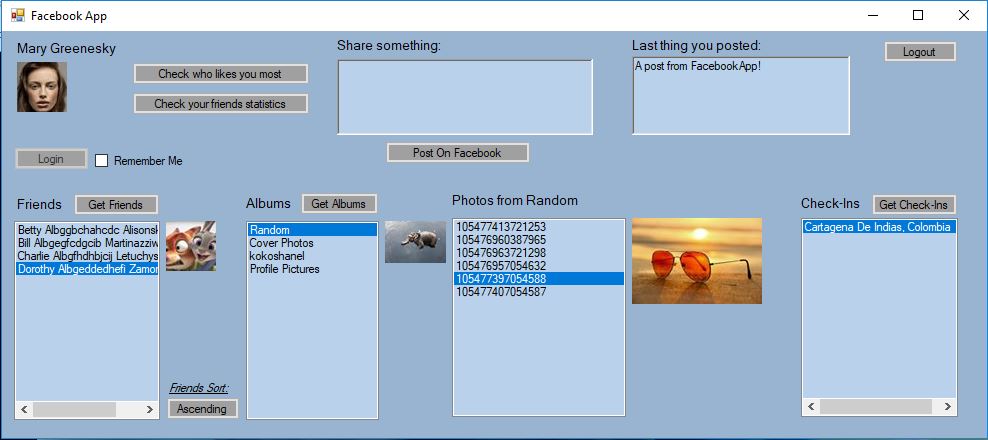 Facebook App
Mary Greenesky
Share something:
Last thing you posted:
Logout
Check who likes you most
A post from FacebookApp!
Check your friends statistics
Post On Facebook
Login
Remember Me
Friends
Get Friends
Albums
Get Albums
Photos from Random
Check-Ins
Get Check-Ins
Betty Albggbchahcdc Alisonsk
Bill Albgegfcdgcib Martinazziw
Charlie Albgfhdhbjcij Letuchys
Dorothy Albgeddedhefi Zamor
Random
Cover Photos
kokoshanel
Profile Pictures
105477413721253
105476960387965
105476963721298
105476957054632
105477397054588
105477407054587
Cartagena De Indias, Colombia
Friends Sort:
Ascending